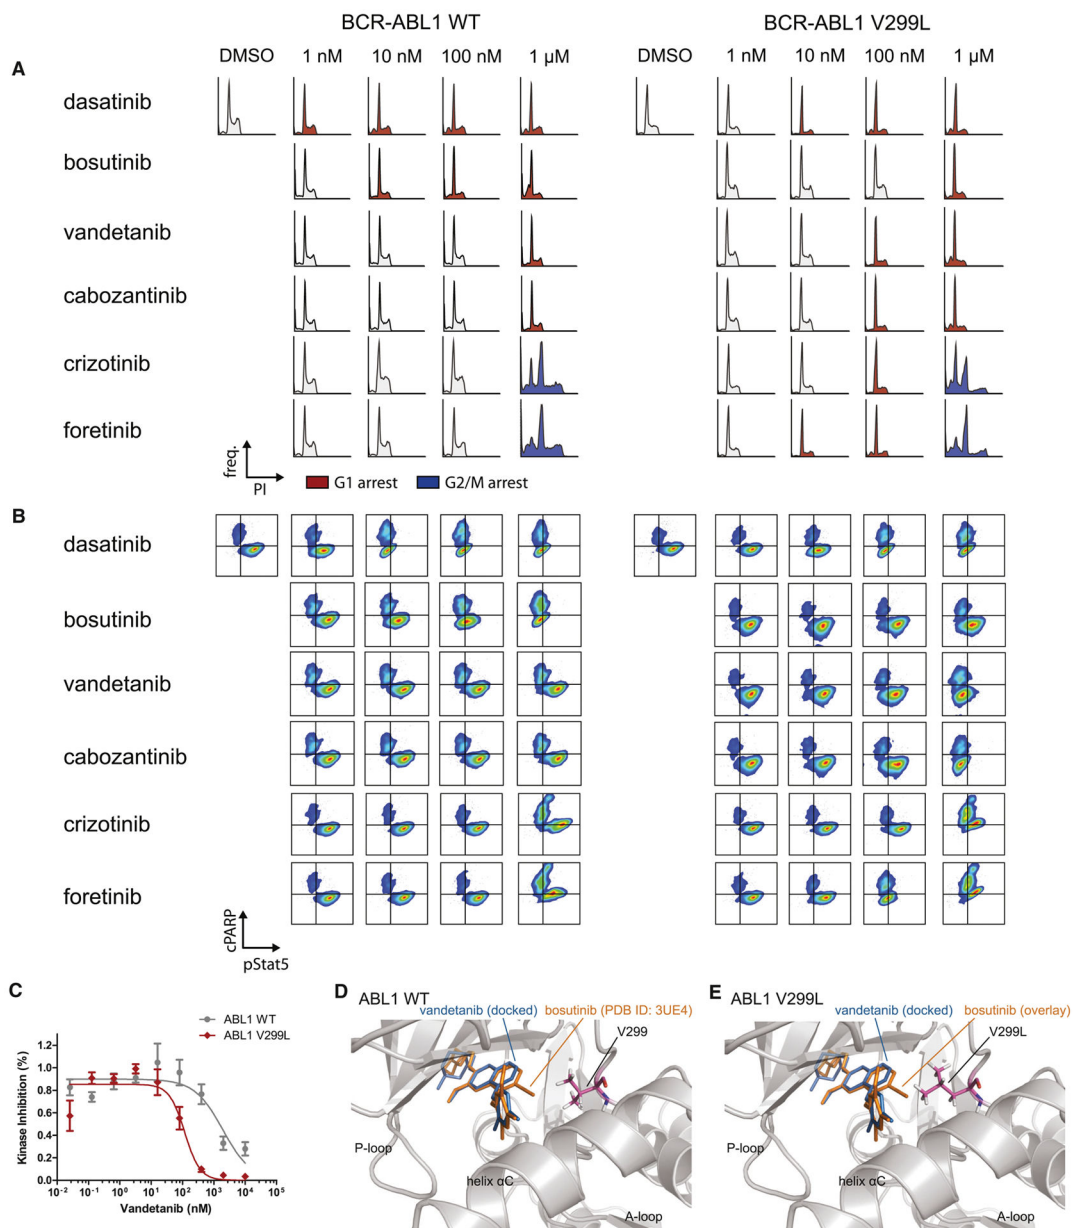 BCR-ABL1 WT
BCR-ABL1 V299L
A
DMSO
1 nM
10 nM
100 nM
1 µM
DMSO
1 nM
10 nM
100 nM
1 µM
dasatinib
bosutinib
vandetanib
cabozantinib
crizotinib
foretinib
freq.
PI
G1 arrest
G2/M arrest
B
dasatinib
bosutinib
vandetanib
cabozantinib
crizotinib
foretinib
cPARP
pStat5
C
ABL1 WT
ABL1 V299L
Kinase Inhibition (%)
1.2
1.0
0.8
0.6
0.4
0.2
0.0
10⁻² 10⁻¹ 10⁰ 10¹ 10² 10³ 10⁴ 10⁵
Vandetanib (nM)
D
ABL1 WT
vandetanib (docked)
bosutinib (PDB ID: 3UE4)
V299
P-loop
helix αC
A-loop
E
ABL1 V299L
vandetanib (docked)
bosutinib (overlay)
V299L
P-loop
helix αC
A-loop